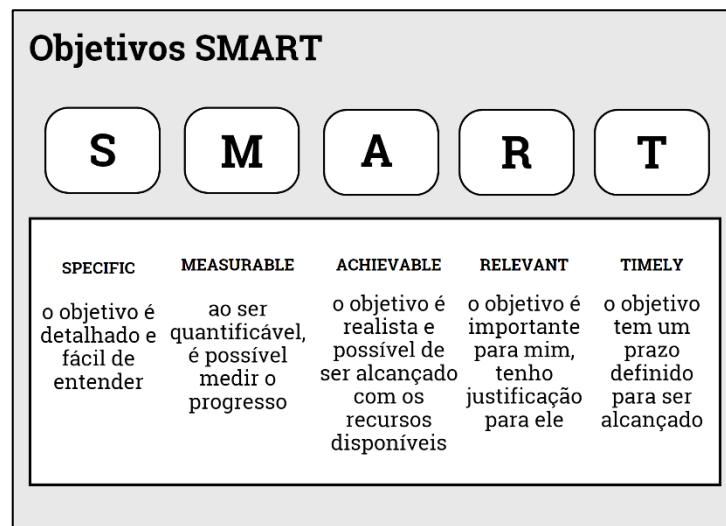 Objetivos SMART
S
M
A
R
T
SPECIFIC
o objetivo é
detalhado e
fácil de
entender
MEASURABLE
ao ser
quantificável,
é possível
medir o
progresso
ACHIEVABLE
o objetivo é
realista e
possível de
ser alcançado
com os
recursos
disponíveis
RELEVANT
o objetivo é
importante
para mim,
tenho
justificação
para ele
TIMELY
o objetivo
tem um
prazo
definido
para ser
alcançado